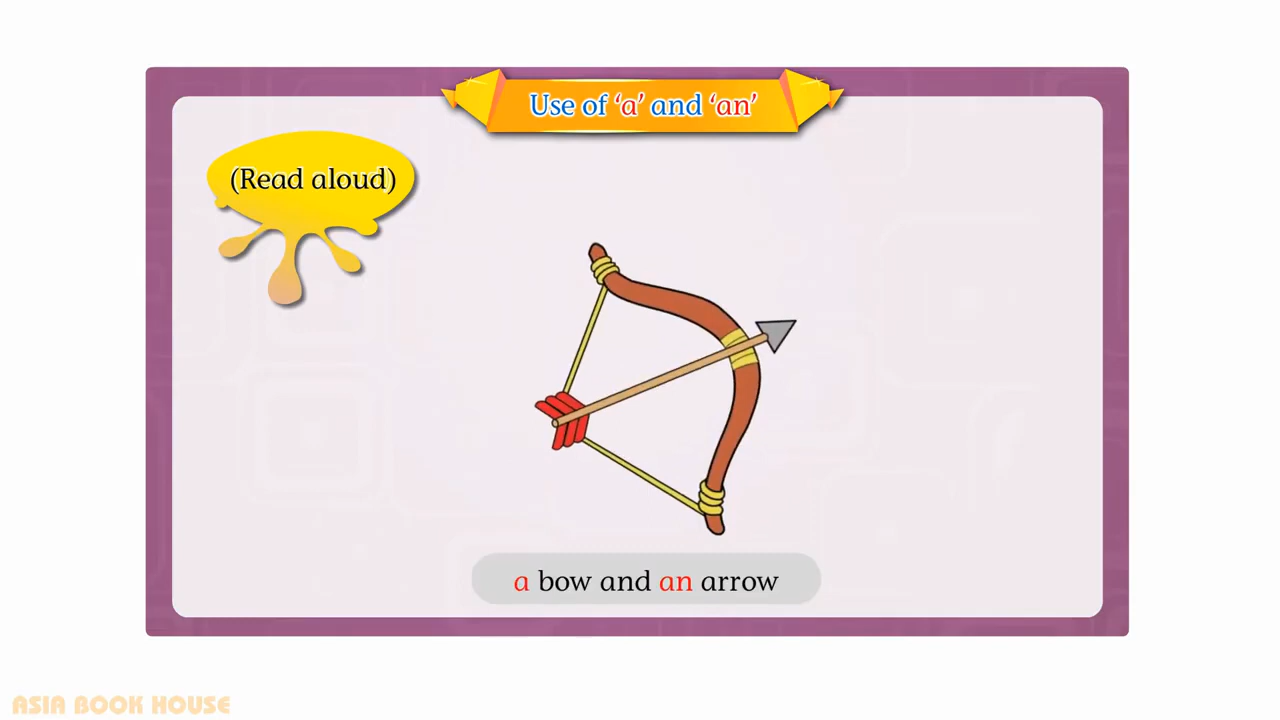 Use of ‘a’ and ‘an’
(Read aloud)
a bow and an arrow
ASIA BOOK HOUSE